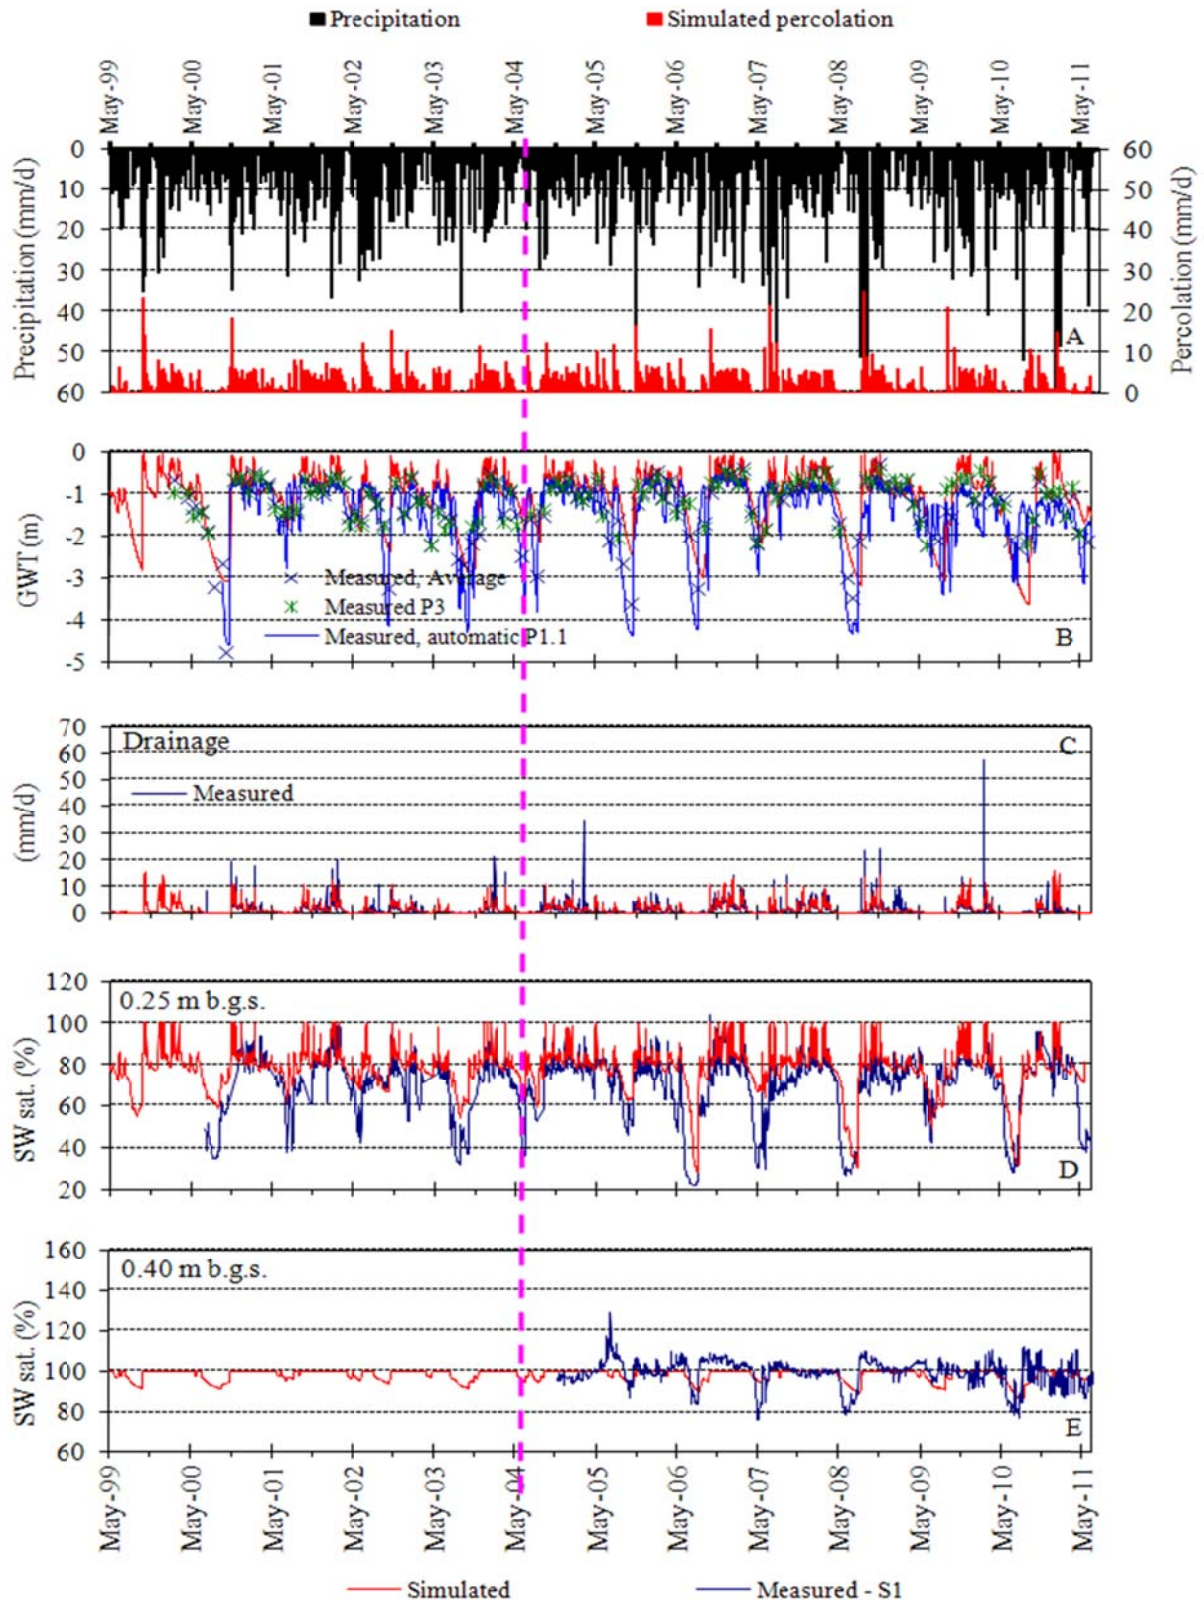 Precipitation Simulated percolation
May-99 May-00 May-01 May-02 May-03 May-04 May-05 May-06 May-07 May-08 May-09 May-10 May-11
Precipitation (mm/d)
0
10
20
30
40
50
60
Percolation (mm/d)
60
50
40
30
20
10
0
A
GWT (m)
0
-1
-2
-3
-4
-5
Measured, Average
Measured P3
Measured, automatic P1.1
B
(mm/d)
70
60
50
40
30
20
10
0
Drainage
Measured
C
SW sat. (%)
120
100
80
60
40
20
0.25 m b.g.s.
D
SW sat. (%)
160
140
120
100
80
60
0.40 m b.g.s.
E
May-99 May-00 May-01 May-02 May-03 May-04 May-05 May-06 May-07 May-08 May-09 May-10 May-11
Simulated Measured - S1